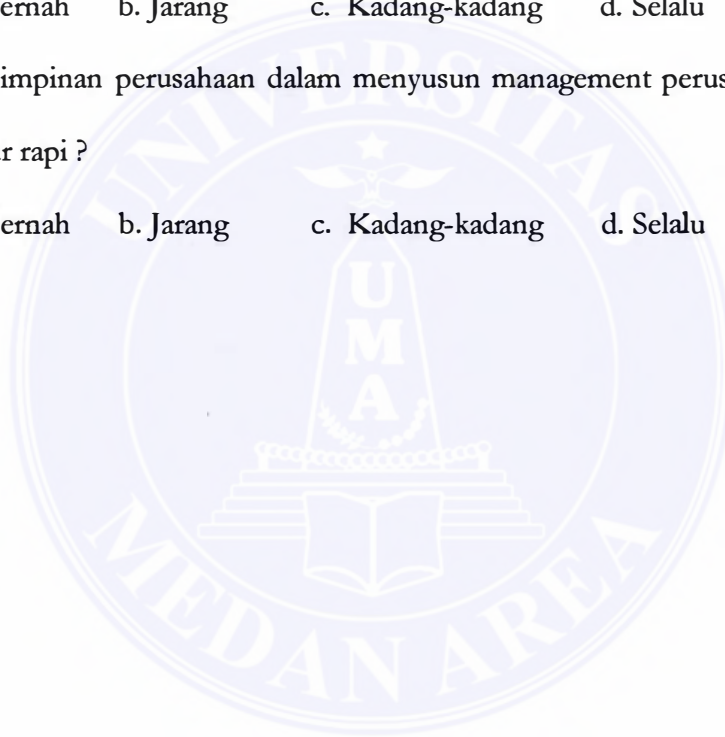 ernah b. Jarang c. Kadang-kadang d. Selalu
impinan perusahaan dalam menyusun management perus
r rapi ?
ernah b. Jarang c. Kadang-kadang d. Selalu
UNIVERSITAS
U
M
A
MEDAN AREA